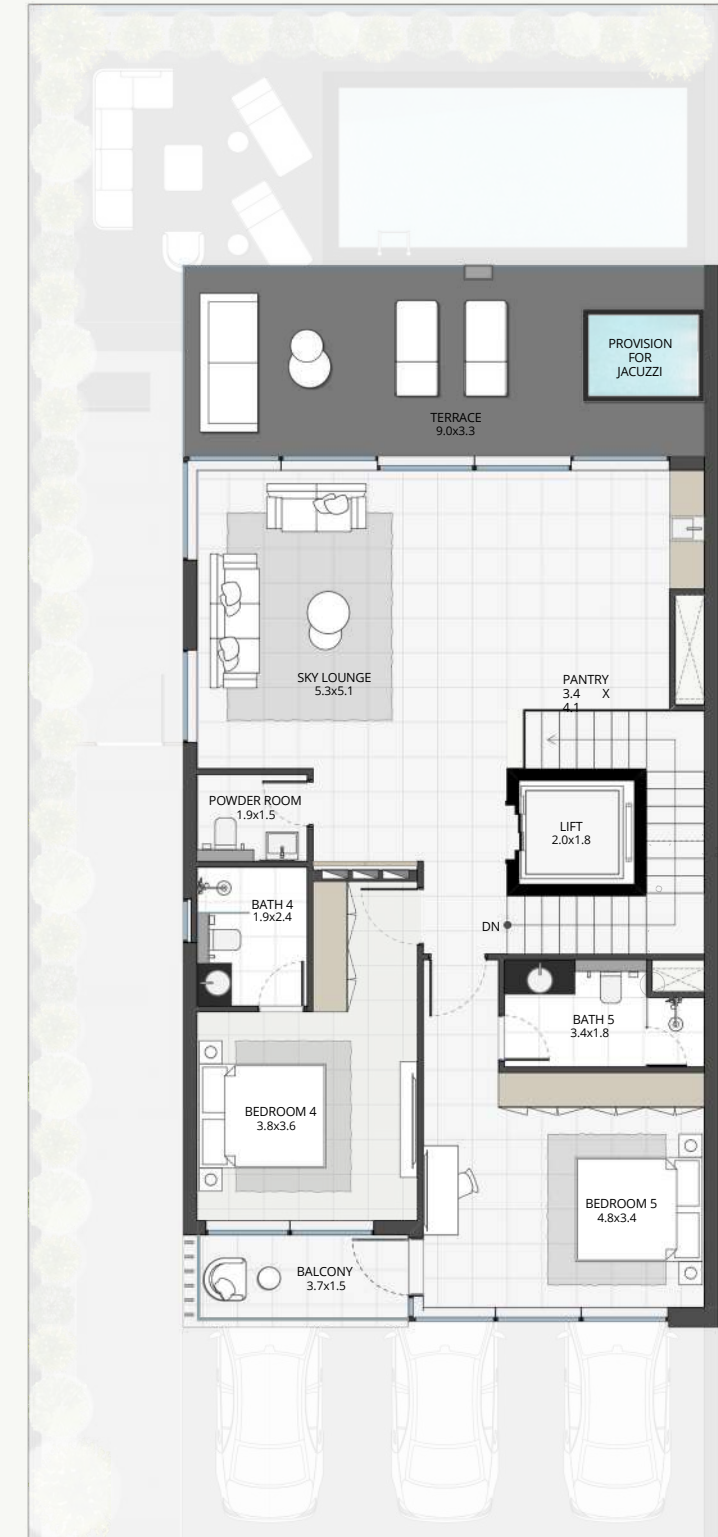 PROVISION
FOR
JACUZZI
TERRACE
9.0x3.3
SKY LOUNGE
5.3x5.1
PANTRY
3.4 X
4.1
POWDER ROOM
1.9x1.5
LIFT
2.0x1.8
BATH 4
1.9x2.4
DN
BATH 5
3.4x1.8
BEDROOM 4
3.8x3.6
BEDROOM 5
4.8x3.4
BALCONY
3.7x1.5